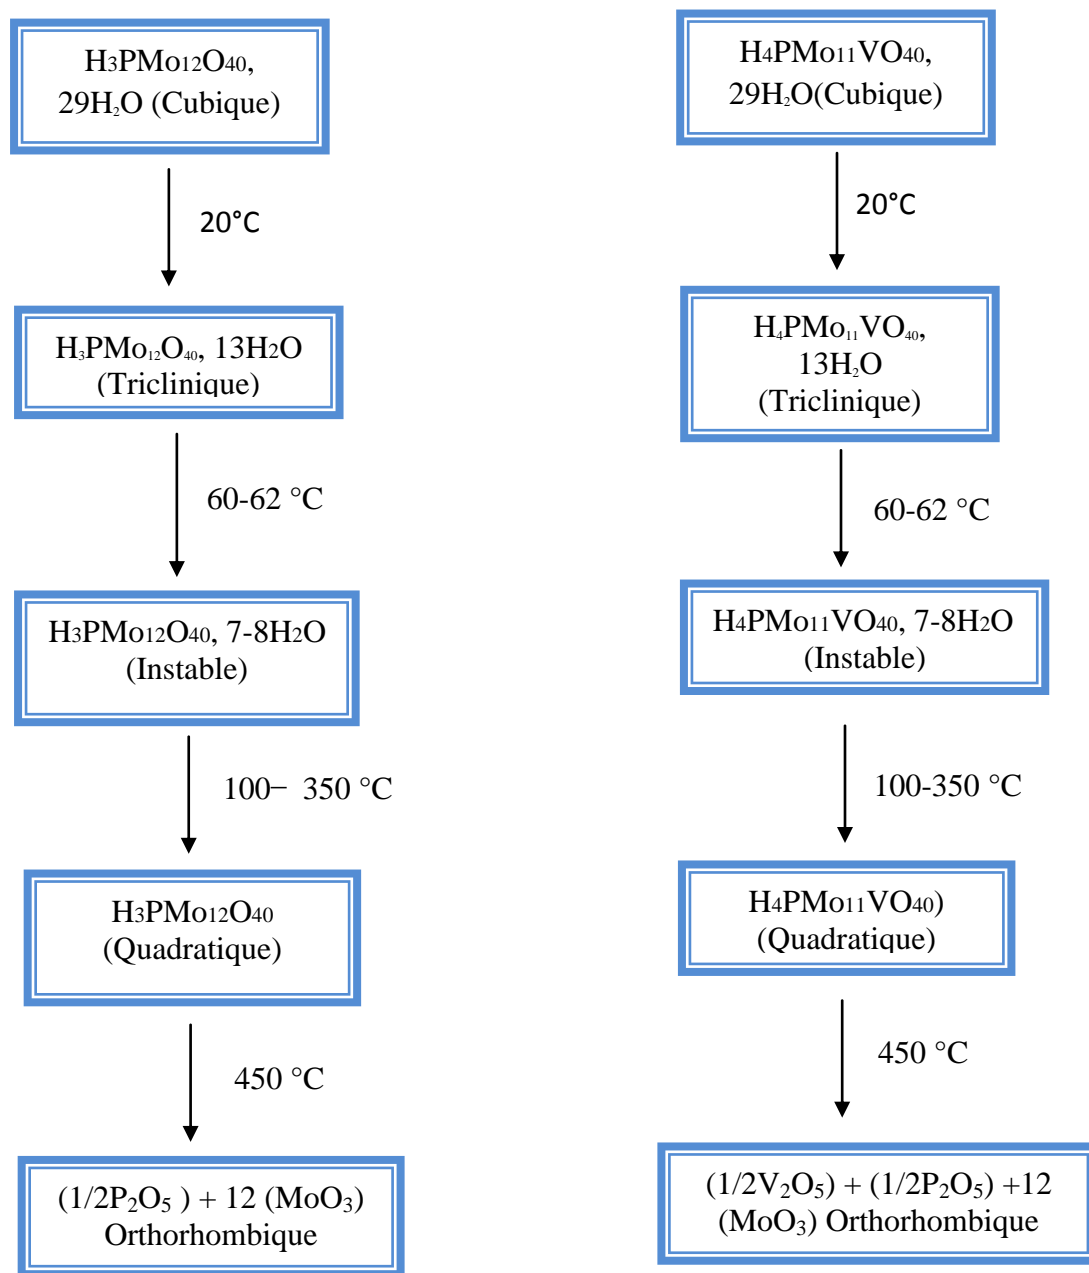 H₃PMo₁₂O₄₀,
29H₂O (Cubique)
20°C
H₃PMo₁₂O₄₀, 13H2O
(Triclinique)
60-62 °C
H₃PMo₁₂O₄₀, 7-8H₂O
(Instable)
100− 350 °C
H₃PMo₁₂O₄₀
(Quadratique)
450 °C
(1/2P₂O₅ ) + 12 (MoO₃)
Orthorhombique
H₄PMo₁₁VO₄₀,
29H₂O(Cubique)
20°C
H₄PMo₁₁VO₄₀,
13H₂O
(Triclinique)
60-62 °C
H₄PMo₁₁VO₄₀, 7-8H₂O
(Instable)
100-350 °C
H₄PMo₁₁VO₄₀)
(Quadratique)
450 °C
(1/2V₂O₅) + (1/2P₂O₅) +12
(MoO₃) Orthorhombique